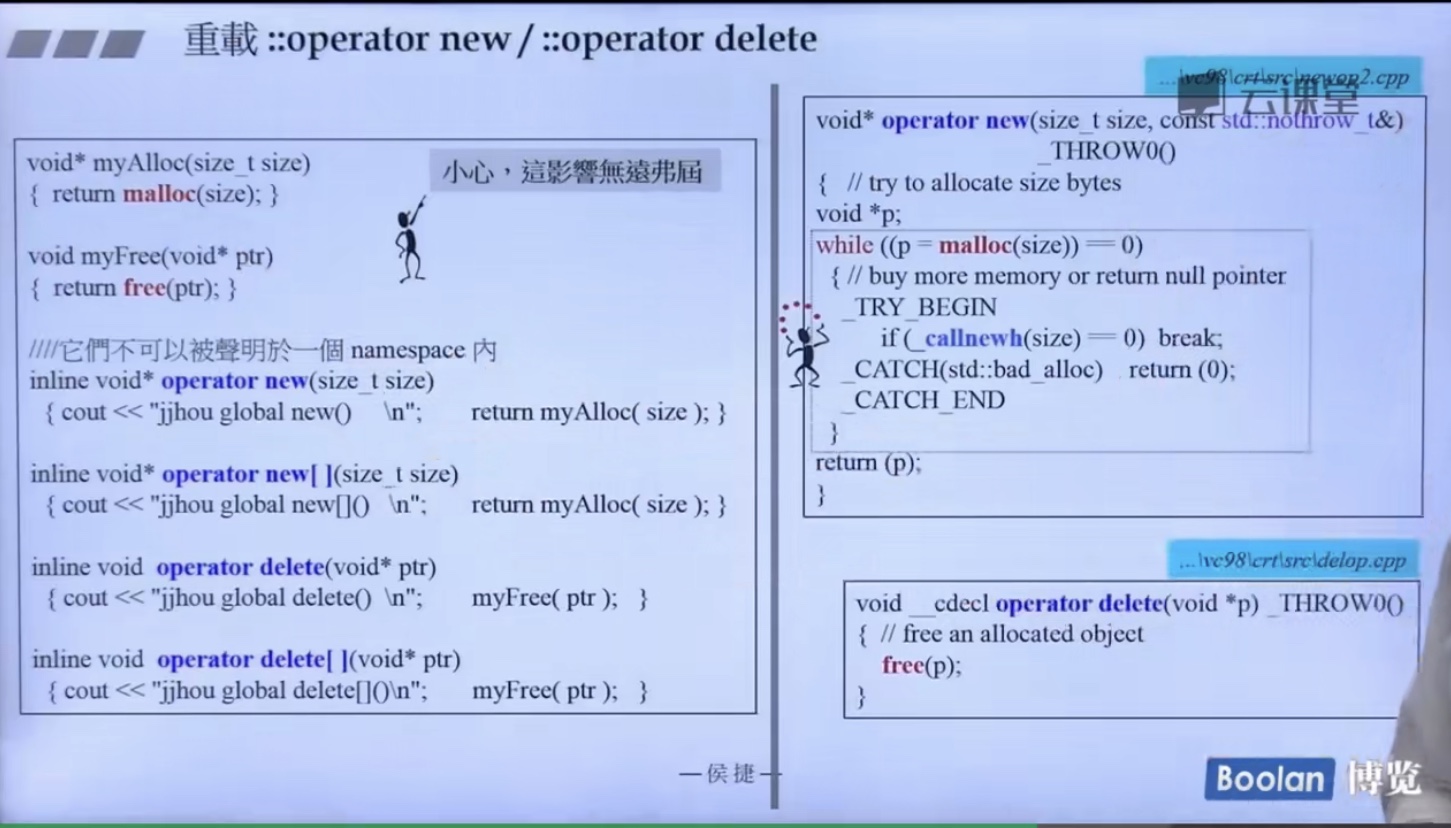 重載 ::operator new / ::operator delete
void* myAlloc(size_t size)
{ return malloc(size); }
小心，這影響無遠弗屆
void myFree(void* ptr)
{ return free(ptr); }
////它們不可以被聲明於一個 namespace 內
inline void* operator new(size_t size)
{ cout << "jjhou global new() \n"; return myAlloc( size ); }
inline void* operator new[ ](size_t size)
{ cout << "jjhou global new[]() \n"; return myAlloc( size ); }
inline void operator delete(void* ptr)
{ cout << "jjhou global delete() \n"; myFree( ptr ); }
inline void operator delete[ ](void* ptr)
{ cout << "jjhou global delete[]()\n"; myFree( ptr ); }
...\vc98\crt\src\newop2.cpp
云课堂
void* operator new(size_t size, const std::nothrow_t&)
_THROW0()
{ // try to allocate size bytes
void *p;
while ((p = malloc(size)) == 0)
{ // buy more memory or return null pointer
_TRY_BEGIN
if (_callnewh(size) == 0) break;
_CATCH(std::bad_alloc) return (0);
_CATCH_END
}
return (p);
}
...\vc98\crt\src\delop.cpp
void __cdecl operator delete(void *p) _THROW0()
{ // free an allocated object
free(p);
}
—侯捷—
Boolan 博览